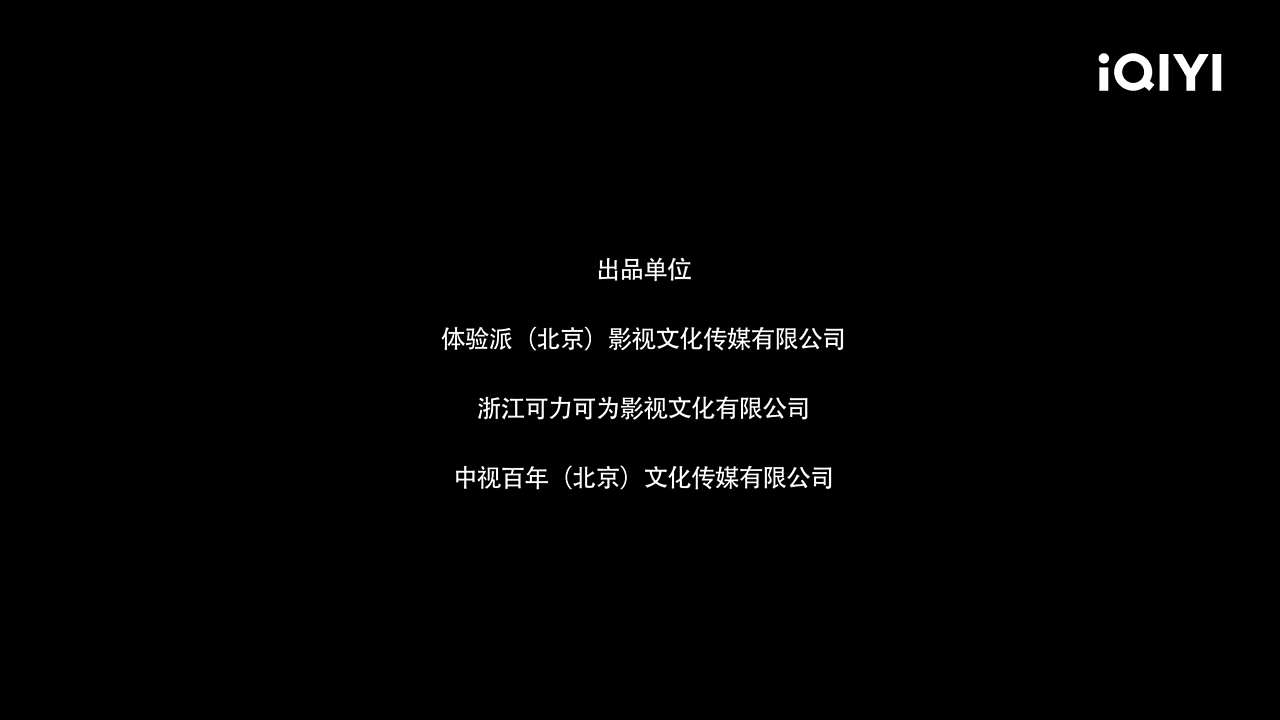 iQIYI
出品单位
体验派（北京）影视文化传媒有限公司
浙江可力可为影视文化有限公司
中视百年（北京）文化传媒有限公司